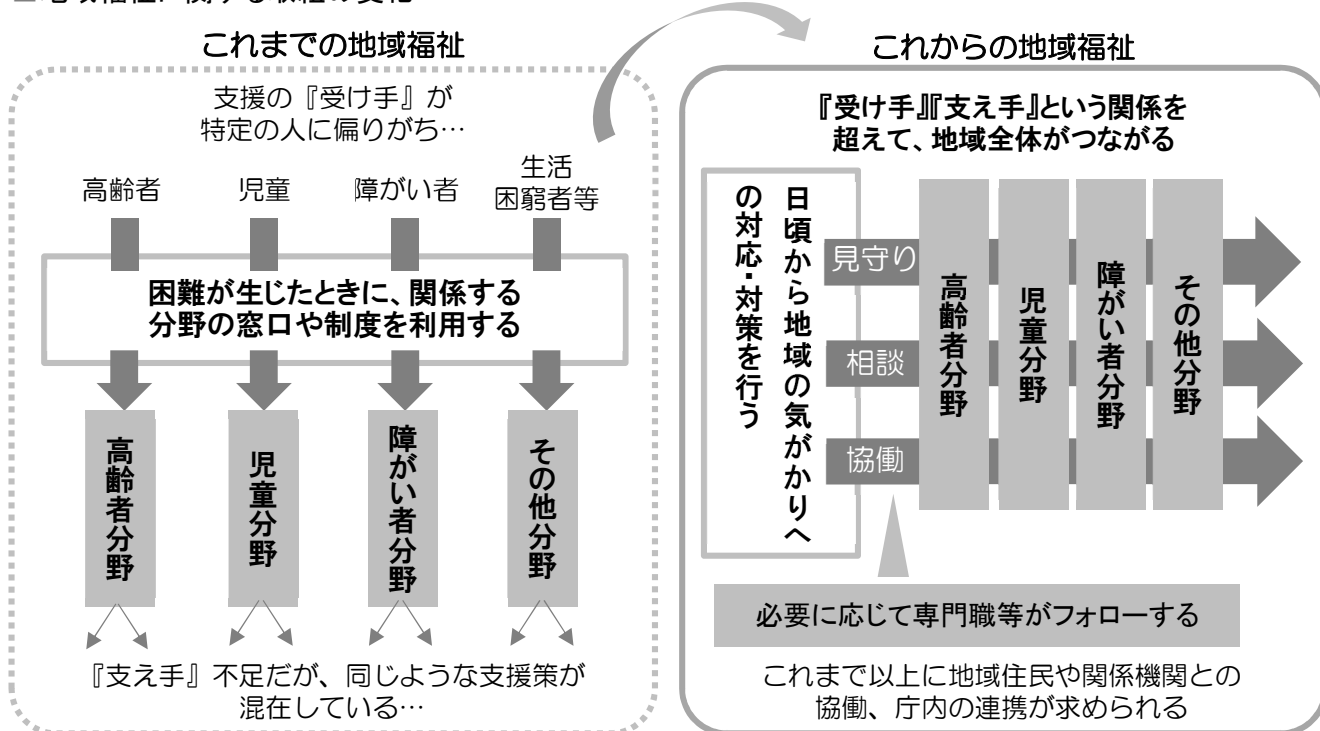 これまでの地域福祉
支援の『受け手』が
特定の人に偏りがち…
高齢者
児童
障がい者
生活
困窮者等
困難が生じたときに、関係する
分野の窓口や制度を利用する
高齢者分野
児童分野
障がい者分野
その他分野
『支え手』不足だが、同じような支援策が
混在している…
これからの地域福祉
『受け手』『支え手』という関係を
超えて、地域全体がつながる
日頃から地域の気がかりへ
の対応・対策を行う
見守り
相談
協働
高齢者分野
児童分野
障がい者分野
その他分野
必要に応じて専門職等がフォローする
これまで以上に地域住民や関係機関との
協働、庁内の連携が求められる